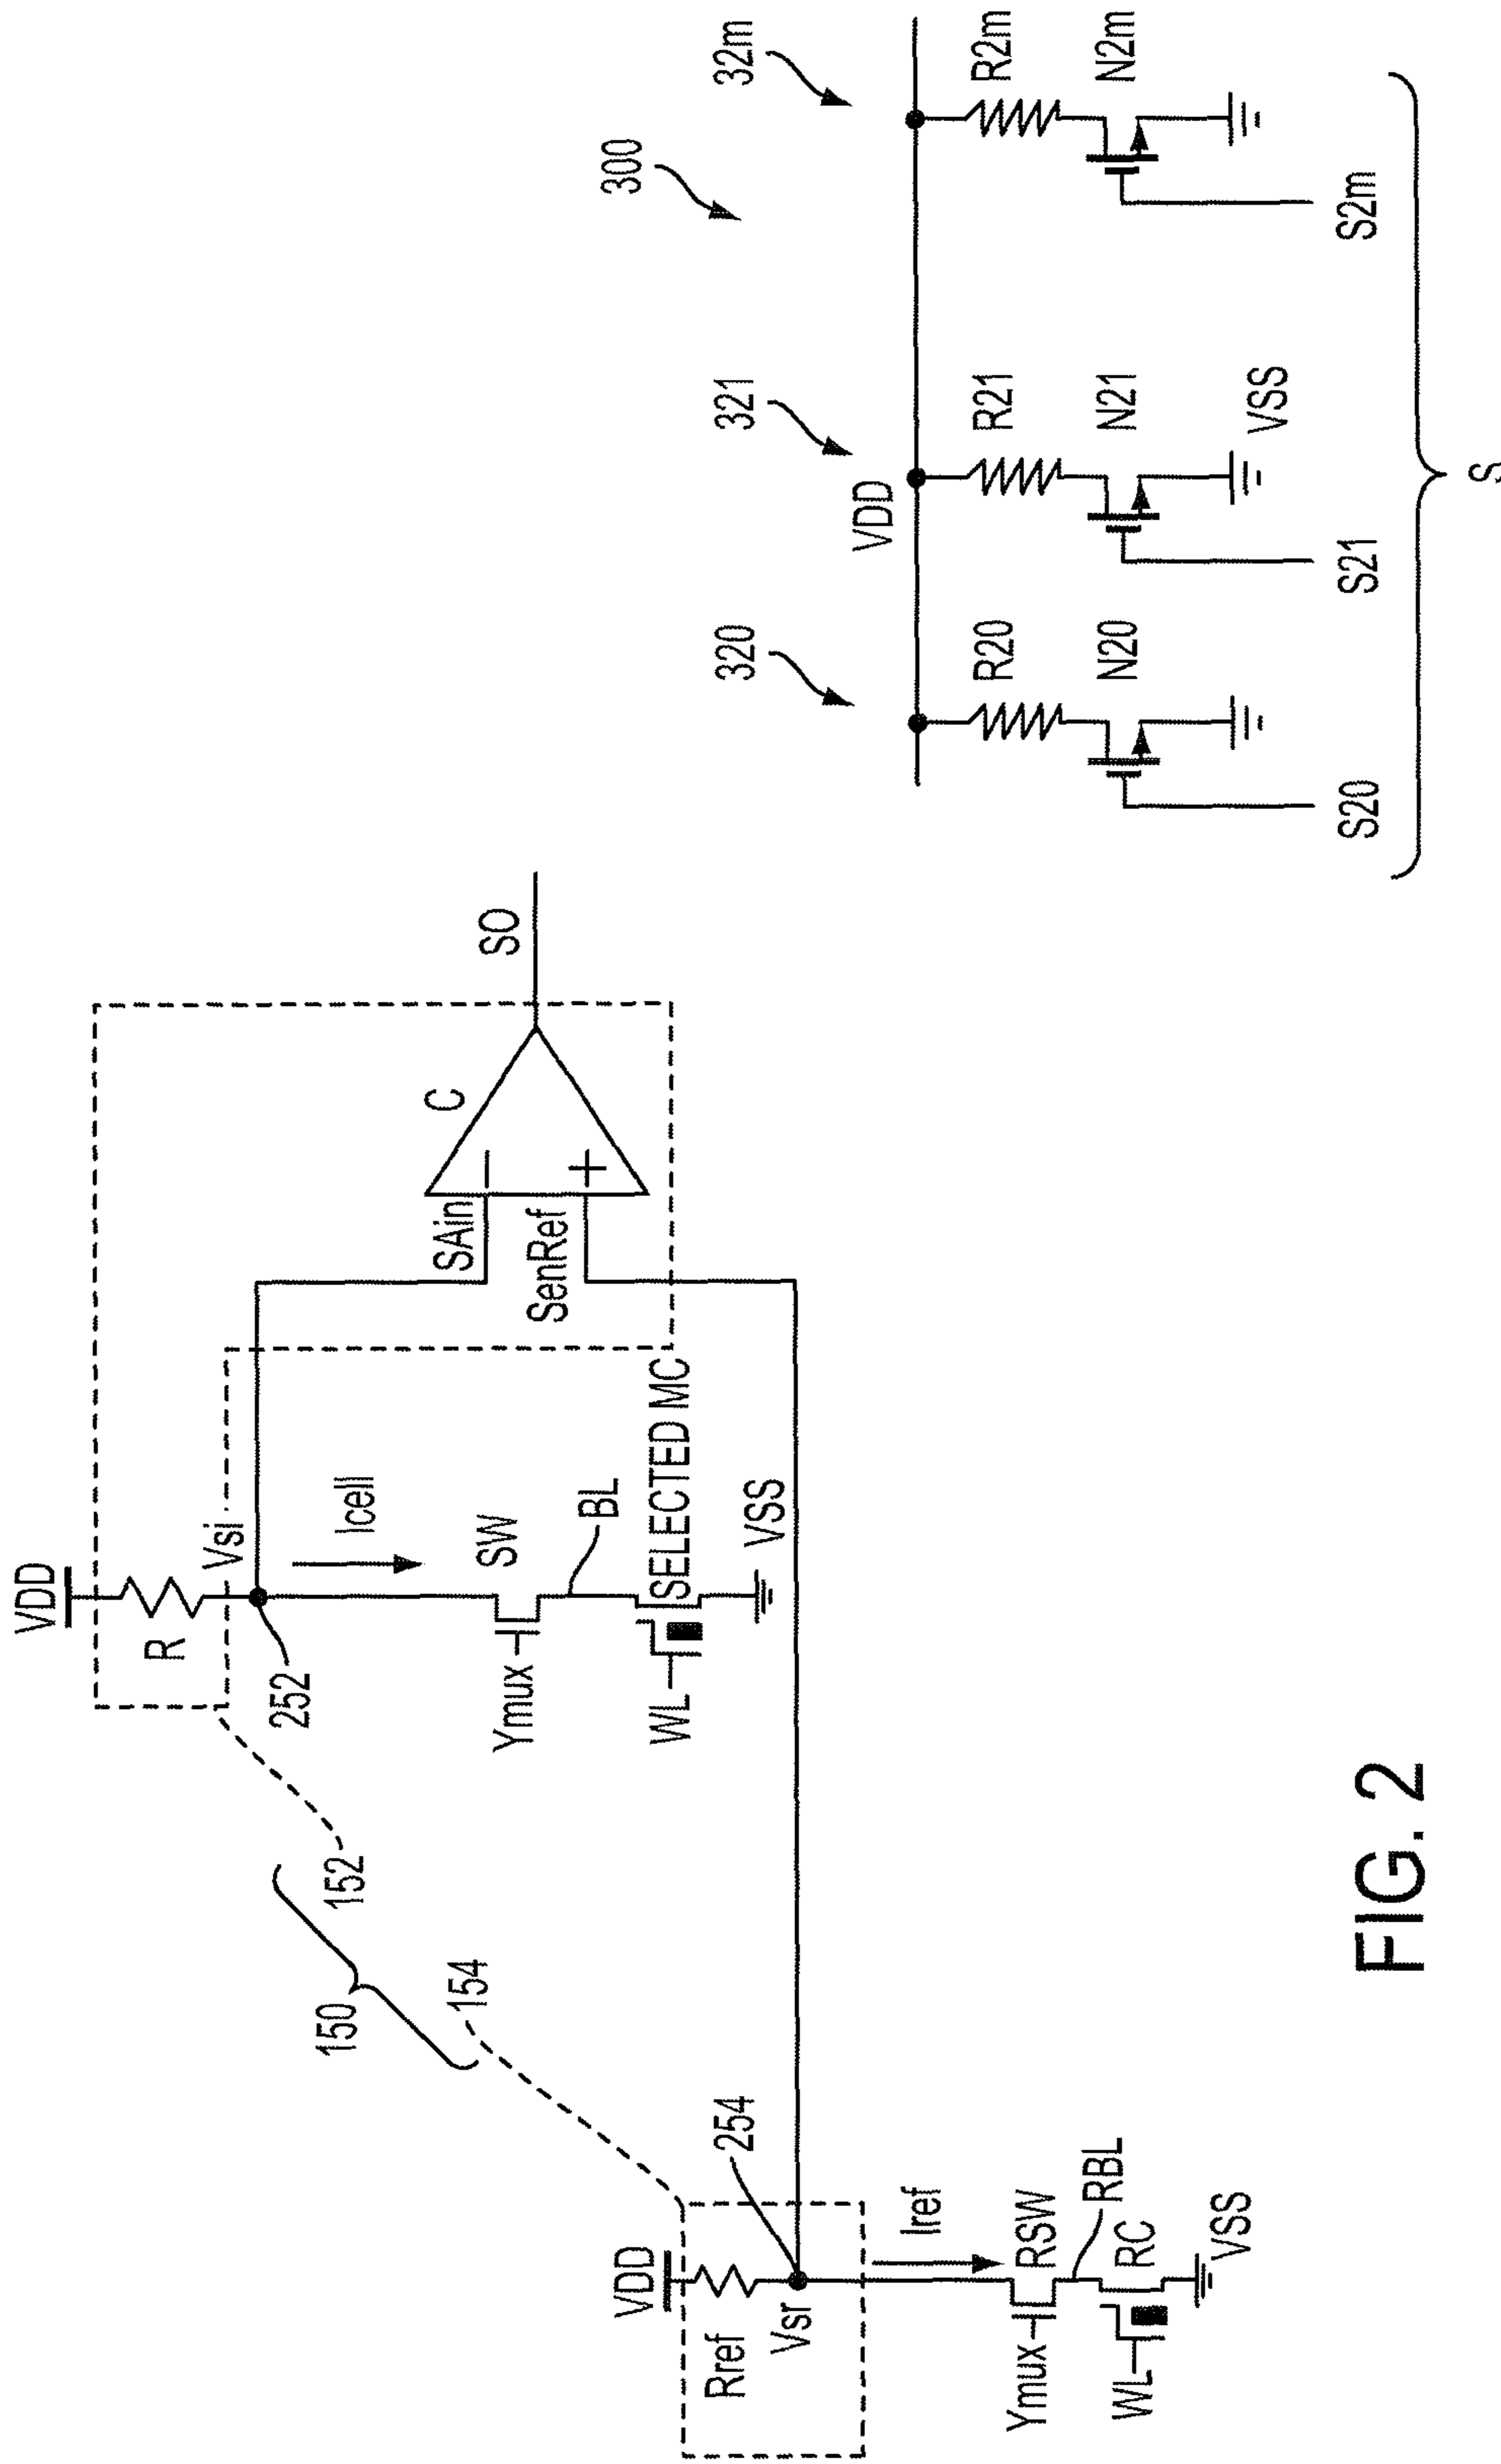 VDD
R
Vsi
252
Icell
SW
Ymux
BL
SELECTED MC
WL
VSS
SAin
SenRef
C
−
+
SO
150
152
154
VDD
Rref
Vsr
254
Iref
RSW
Ymux
RBL
RC
WL
VSS
300
320
321
32m
VDD
R20
R21
R2m
N20
N21
N2m
VSS
S20
S21
S2m
S
FIG. 2